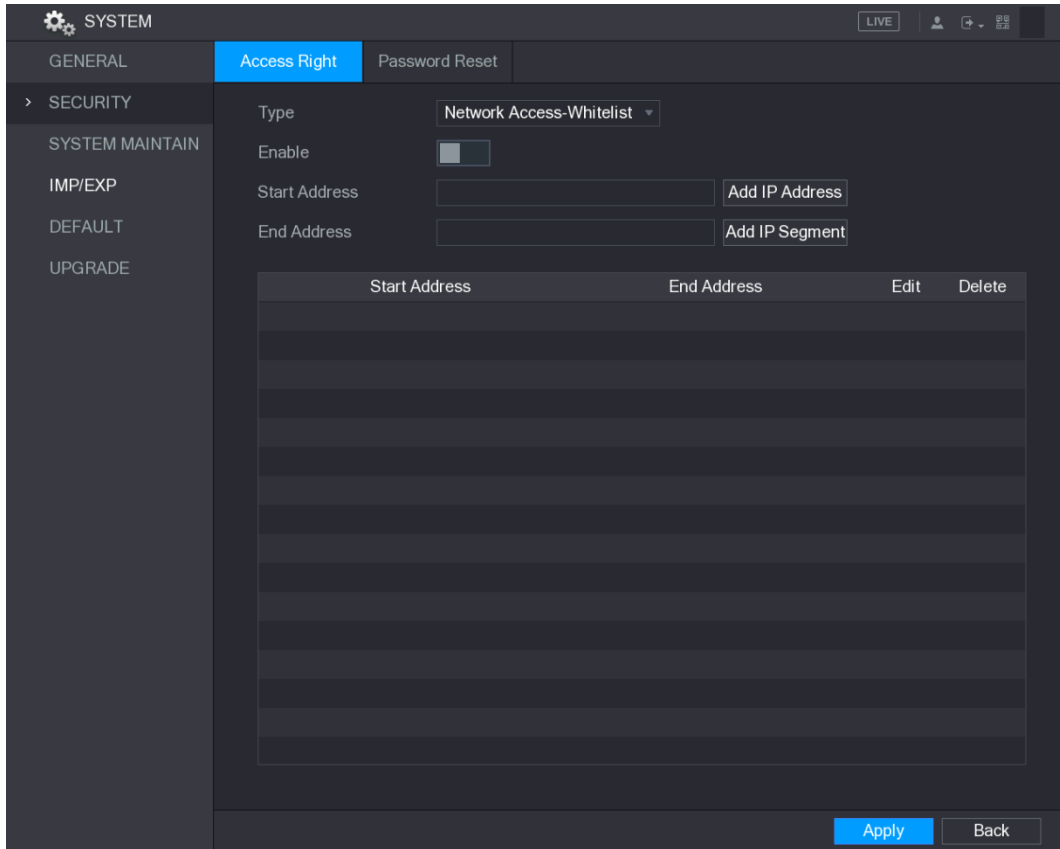 SYSTEM
LIVE
GENERAL
SECURITY
SYSTEM MAINTAIN
IMP/EXP
DEFAULT
UPGRADE
Access Right
Password Reset
Type
Network Access-Whitelist
Enable
Start Address
Add IP Address
End Address
Add IP Segment
Start Address
End Address
Edit
Delete
Apply
Back